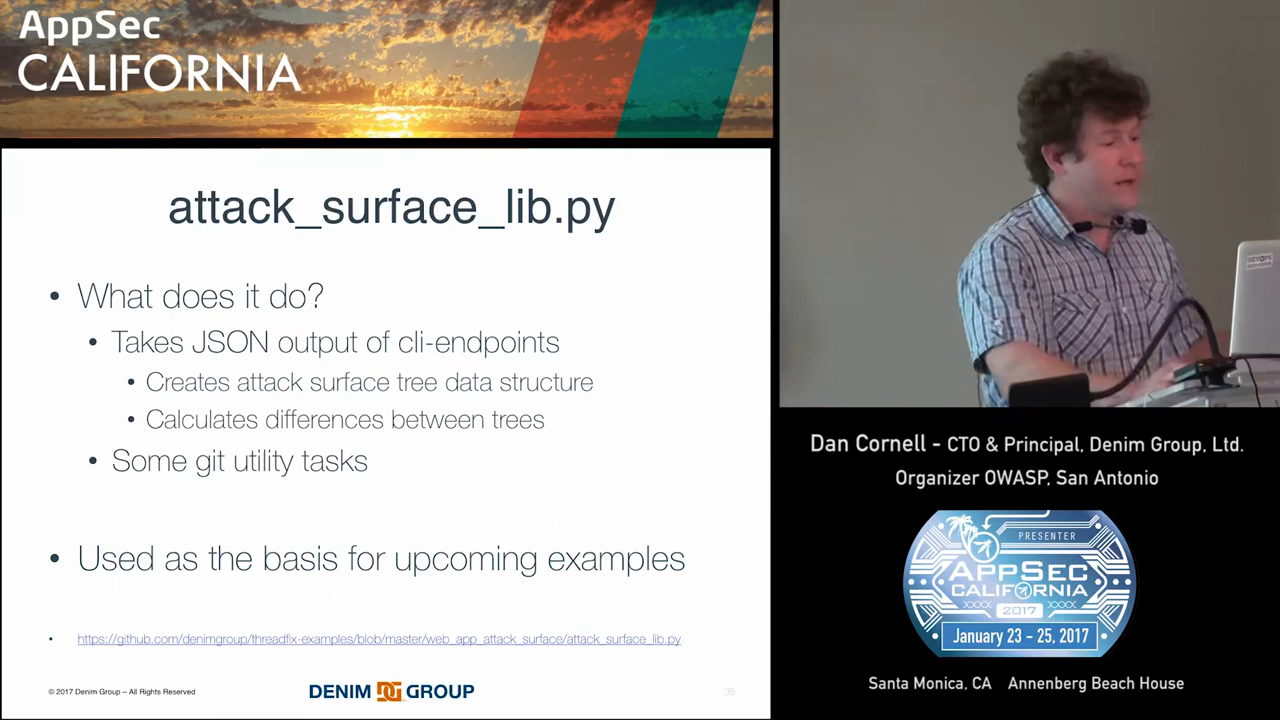 AppSec
CALIFORNIA
attack_surface_lib.py
• What does it do?
• Takes JSON output of cli-endpoints
• Creates attack surface tree data structure
• Calculates differences between trees
• Some git utility tasks
• Used as the basis for upcoming examples
• https://github.com/denimgroup/threadfix-examples/blob/master/web_app_attack_surface/attack_surface_lib.py
© 2017 Denim Group – All Rights Reserved
DENIM DG GROUP
35
Dan Cornell - CTO & Principal, Denim Group, Ltd.
Organizer OWASP, San Antonio
PRESENTER
APPSEC
CALIFORNIA
2017
January 23 - 25, 2017
Santa Monica, CA Annenberg Beach House